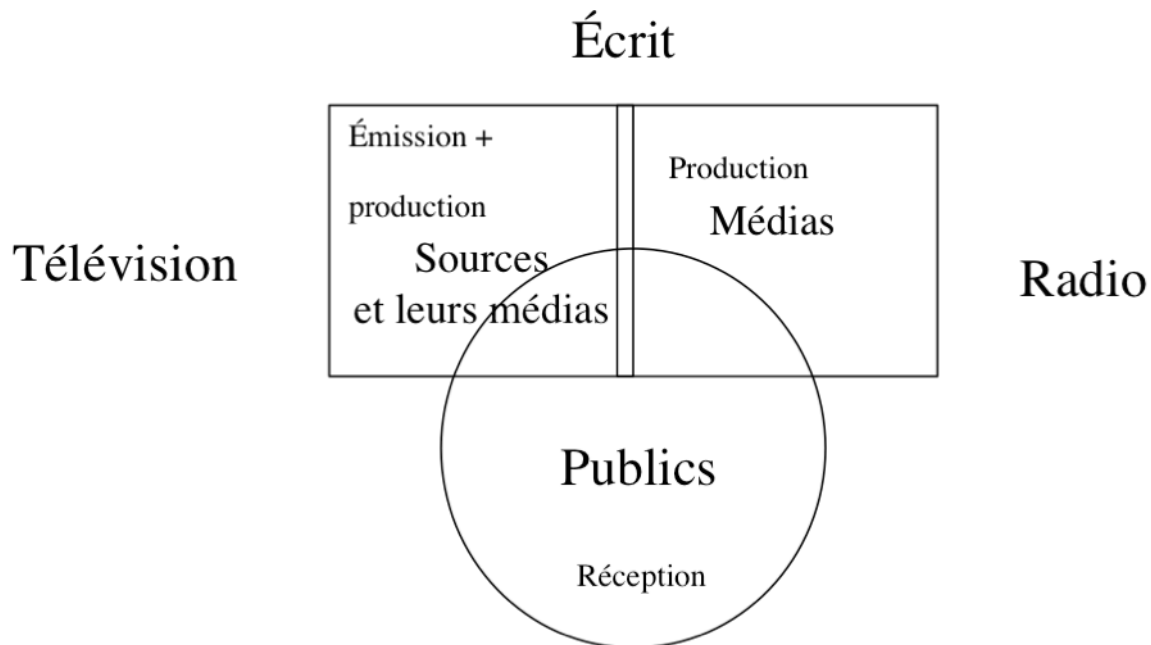 Écrit
Émission +
production
Sources
et leurs médias
Production
Médias
Télévision
Radio
Publics
Réception